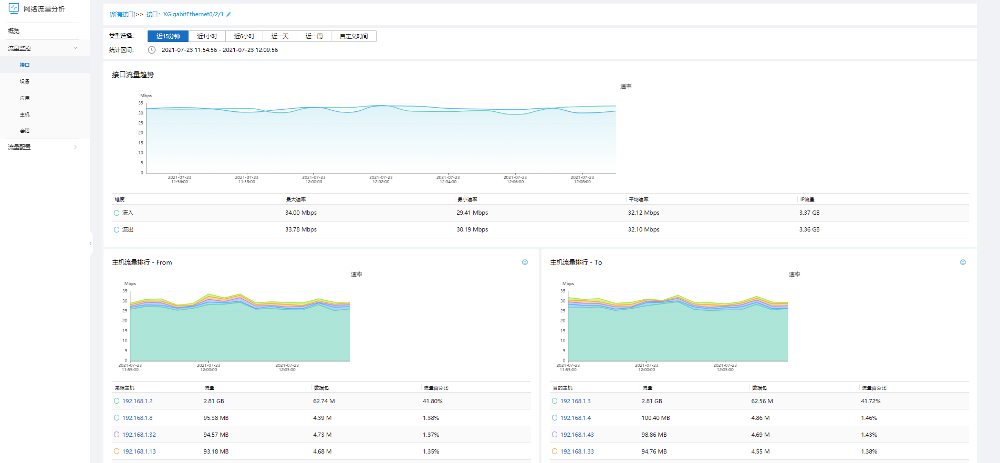 网络流量分析
概览
流量监控
接口
设备
应用
主机
会话
流量配置
[所有接口]>> 接口：XGigabitEthernet0/2/1
类型选择： 近15分钟 近1小时 近6小时 近一天 近一周 自定义时间
统计区间： 2021-07-23 11:54:56 - 2021-07-23 12:09:56
接口流量趋势
速率
Mbps
35
30
25
20
15
10
5
0
2021-07-23 11:56:00
2021-07-23 11:58:00
2021-07-23 12:00:00
2021-07-23 12:02:00
2021-07-23 12:04:00
2021-07-23 12:06:00
2021-07-23 12:08:00
维度 最大速率 最小速率 平均速率 IP流量
流入 34.00 Mbps 29.41 Mbps 32.12 Mbps 3.37 GB
流出 33.78 Mbps 30.19 Mbps 32.10 Mbps 3.36 GB
主机流量排行 - From
速率
Mbps
35
30
25
20
15
10
5
0
2021-07-23 11:55:00
2021-07-23 12:00:00
2021-07-23 12:05:00
来源主机 流量 数据包 流量百分比
192.168.1.2 2.81 GB 62.74 M 41.80%
192.168.1.8 95.38 MB 4.39 M 1.38%
192.168.1.32 94.57 MB 4.73 M 1.37%
192.168.1.13 93.18 MB 4.68 M 1.35%
主机流量排行 - To
速率
Mbps
35
30
25
20
15
10
5
0
2021-07-23 11:55:00
2021-07-23 12:00:00
2021-07-23 12:05:00
目的主机 流量 数据包 流量百分比
192.168.1.3 2.81 GB 62.56 M 41.72%
192.168.1.4 100.40 MB 4.86 M 1.46%
192.168.1.43 98.86 MB 4.69 M 1.43%
192.168.1.33 94.76 MB 4.55 M 1.38%